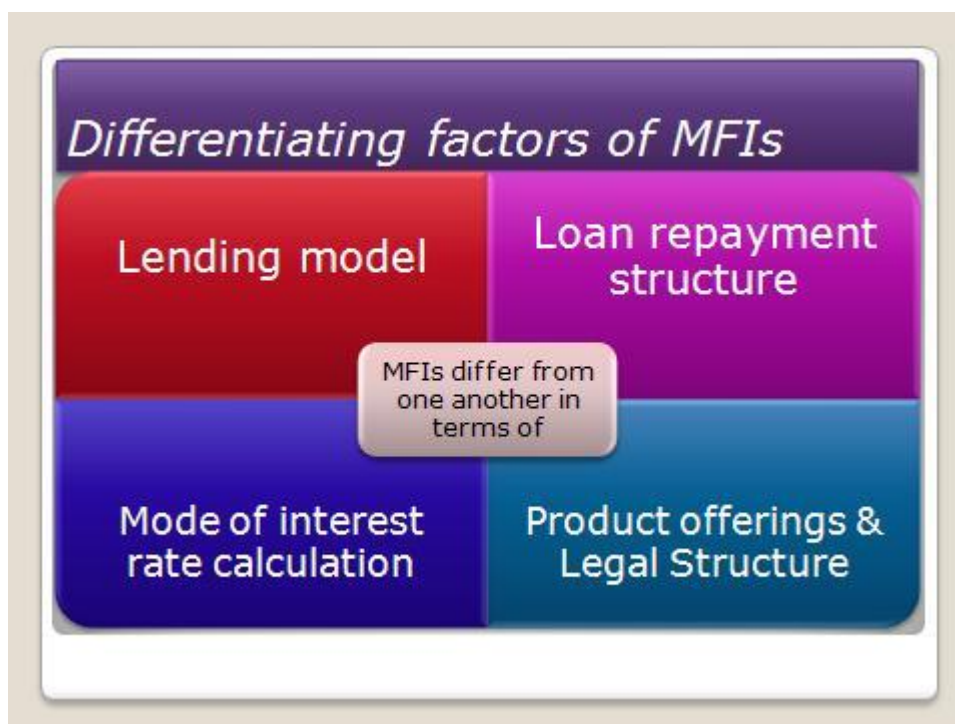 Differentiating factors of MFIs
Lending model
Loan repayment
structure
MFIs differ from
one another in
terms of
Mode of interest
rate calculation
Product offerings &
Legal Structure